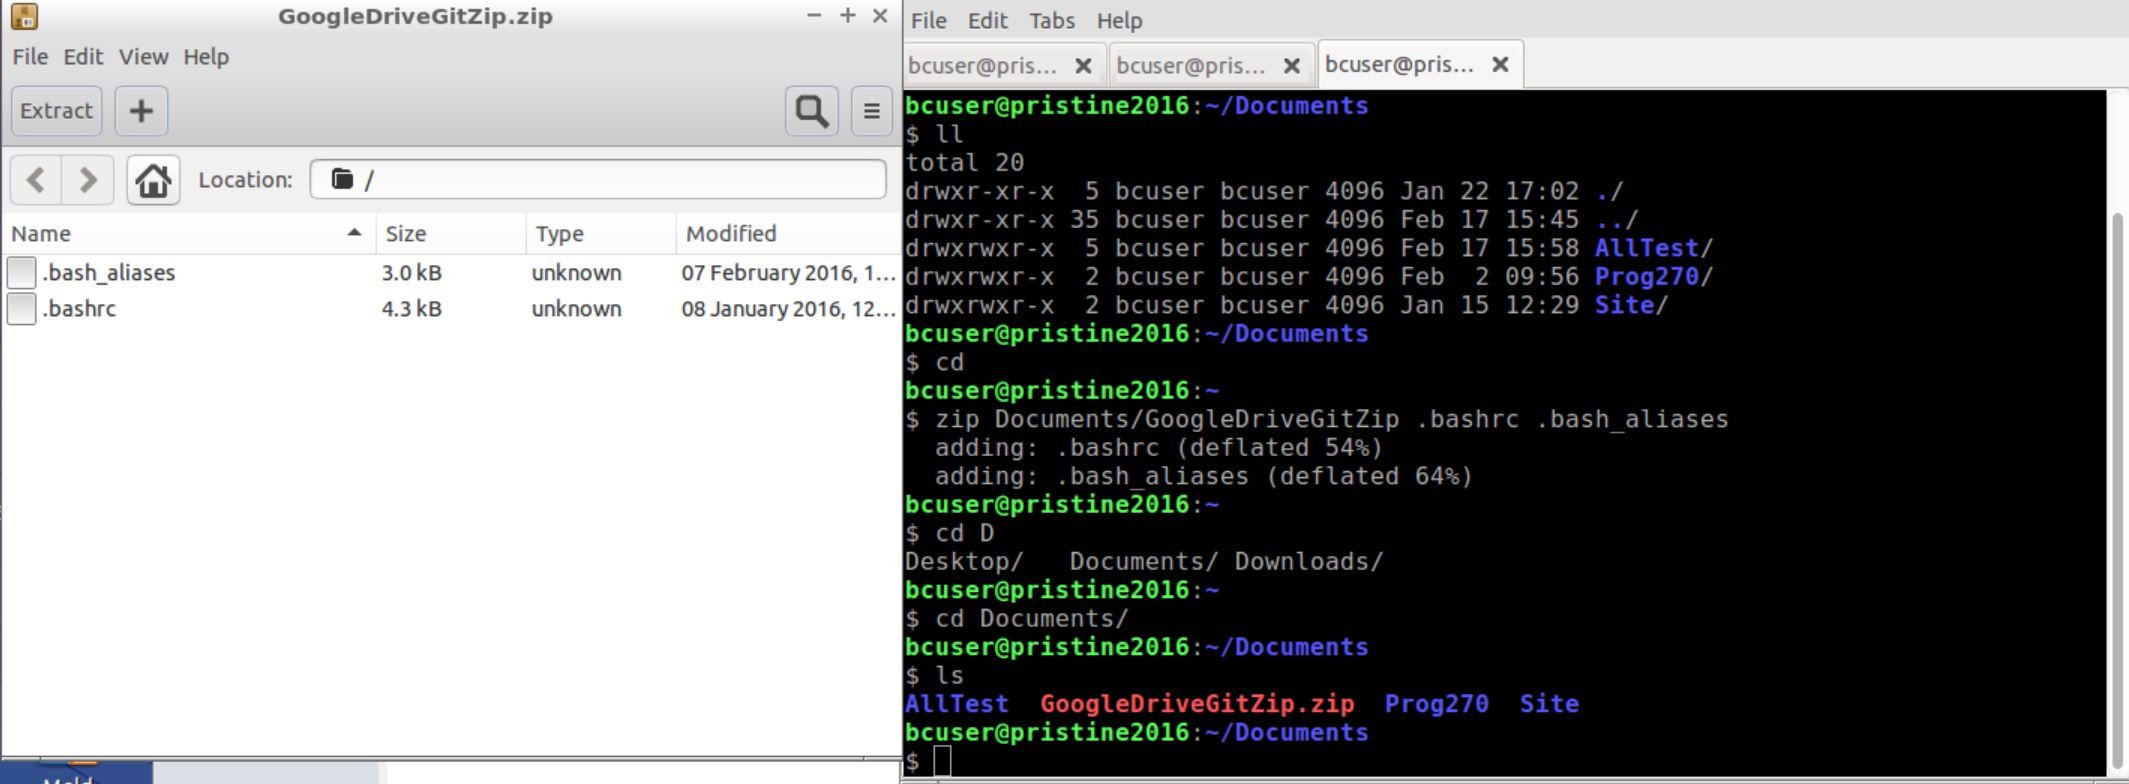 GoogleDriveGitZip.zip
File Edit View Help
Extract
Location: /
Name Size Type Modified
.bash_aliases 3.0 kB unknown 07 February 2016, 1...
.bashrc 4.3 kB unknown 08 January 2016, 12...
File Edit Tabs Help
bcuser@pris... bcuser@pris... bcuser@pris...
bcuser@pristine2016:~/Documents
$ ll
total 20
drwxr-xr-x  5 bcuser bcuser 4096 Jan 22 17:02 ./
drwxr-xr-x 35 bcuser bcuser 4096 Feb 17 15:45 ../
drwxrwxr-x  5 bcuser bcuser 4096 Feb 17 15:58 AllTest/
drwxrwxr-x  2 bcuser bcuser 4096 Feb  2 09:56 Prog270/
drwxrwxr-x  2 bcuser bcuser 4096 Jan 15 12:29 Site/
bcuser@pristine2016:~/Documents
$ cd
bcuser@pristine2016:~
$ zip Documents/GoogleDriveGitZip .bashrc .bash_aliases
  adding: .bashrc (deflated 54%)
  adding: .bash_aliases (deflated 64%)
bcuser@pristine2016:~
$ cd D
Desktop/   Documents/ Downloads/
bcuser@pristine2016:~
$ cd Documents/
bcuser@pristine2016:~/Documents
$ ls
AllTest  GoogleDriveGitZip.zip  Prog270  Site
bcuser@pristine2016:~/Documents
$